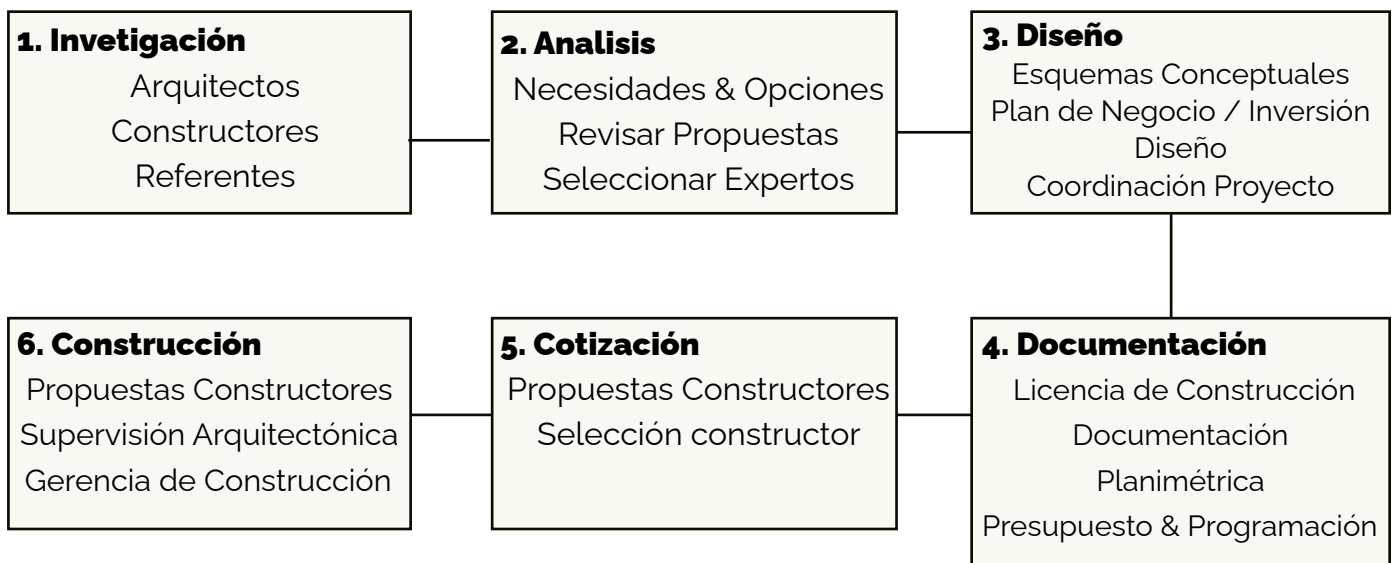 1. Invetigación
Arquitectos
Constructores
Referentes
2. Analisis
Necesidades & Opciones
Revisar Propuestas
Seleccionar Expertos
3. Diseño
Esquemas Conceptuales
Plan de Negocio / Inversión
Diseño
Coordinación Proyecto
4. Documentación
Licencia de Construcción
Documentación
Planimétrica
Presupuesto & Programación
5. Cotización
Propuestas Constructores
Selección constructor
6. Construcción
Propuestas Constructores
Supervisión Arquitectónica
Gerencia de Construcción